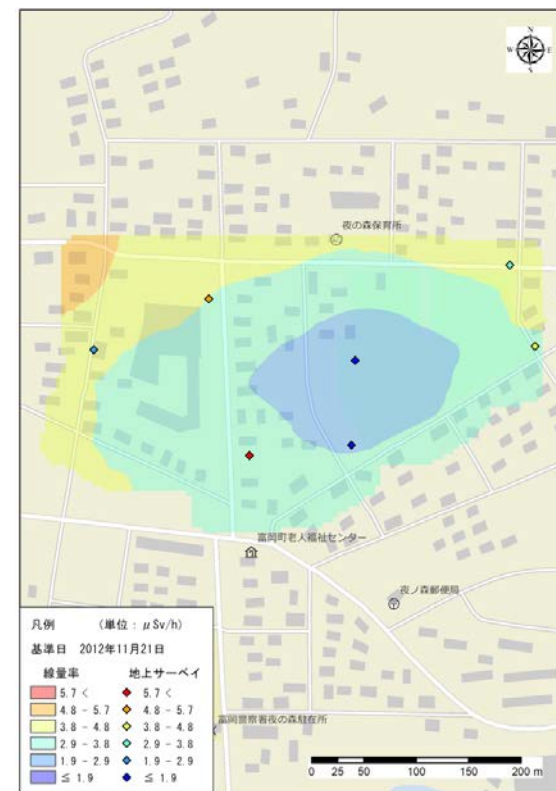 N
W E
S
夜の森保育所
富岡町老人福祉センター
夜ノ森郵便局
富岡警察署夜の森駐在所
凡例 (単位:μSv/h)
基準日 2012年11月21日
線量率 地上サーベイ
5.7 < 5.7 <
4.8 - 5.7 4.8 - 5.7
3.8 - 4.8 3.8 - 4.8
2.9 - 3.8 2.9 - 3.8
1.9 - 2.9 1.9 - 2.9
≦ 1.9 ≦ 1.9
0 25 50 100 150 200 m